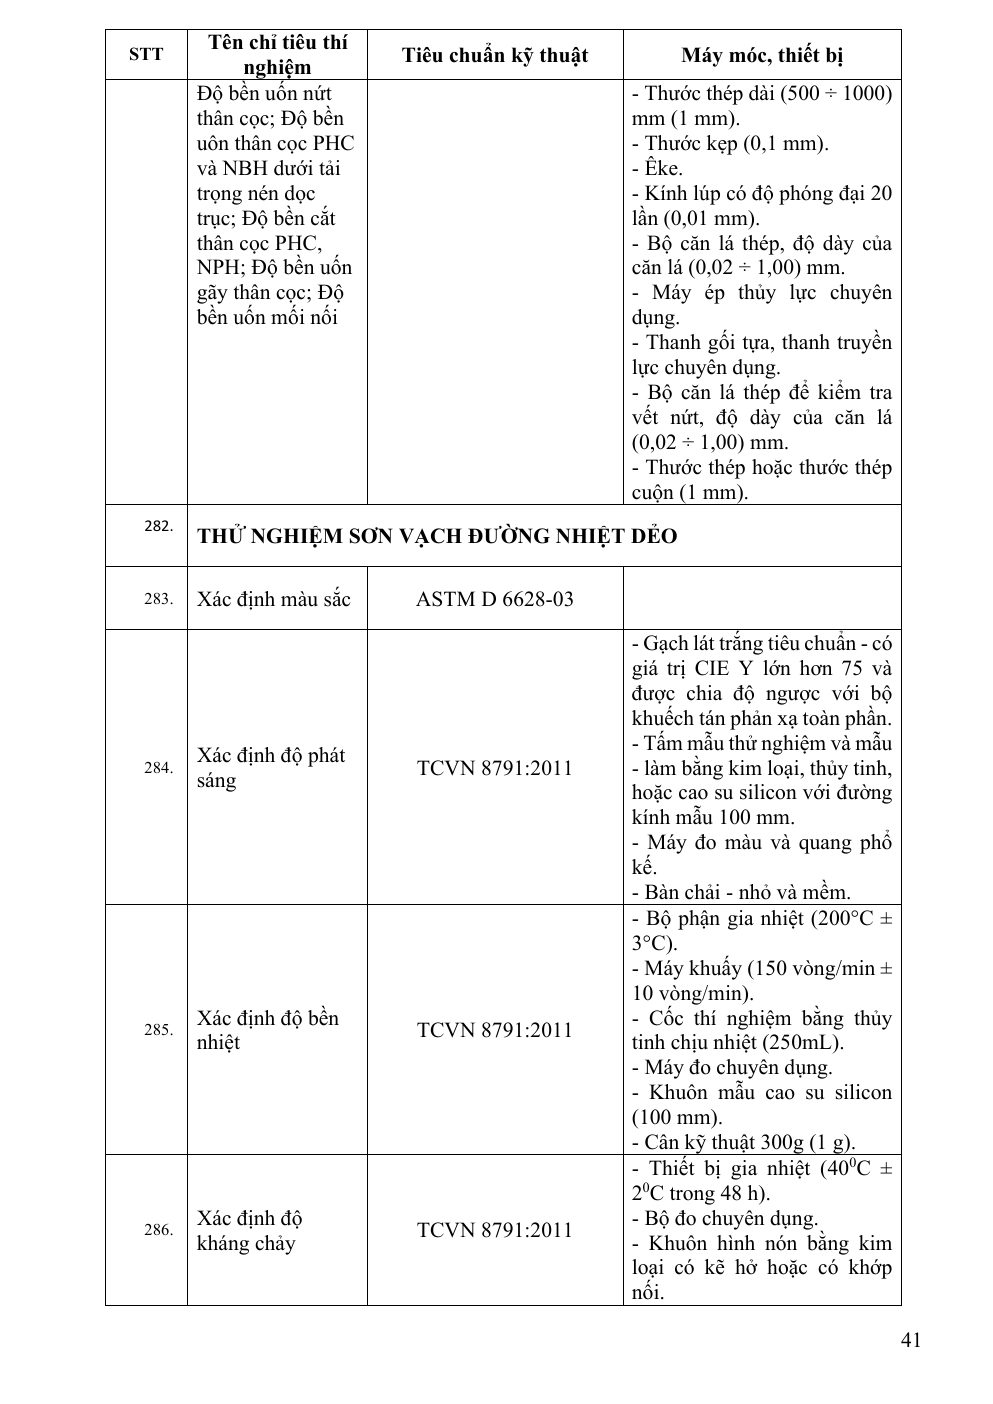 STT
Tên chỉ tiêu thí
nghiệm
Tiêu chuẩn kỹ thuật
Máy móc, thiết bị
Độ bền uốn nứt
thân cọc; Độ bền
uôn thân cọc PHC
và NBH dưới tải
trọng nén dọc
trục; Độ bền cắt
thân cọc PHC,
NPH; Độ bền uốn
gãy thân cọc; Độ
bền uốn mối nối
- Thước thép dài (500 ÷ 1000)
mm (1 mm).
- Thước kẹp (0,1 mm).
- Êke.
- Kính lúp có độ phóng đại 20
lần (0,01 mm).
- Bộ căn lá thép, độ dày của
căn lá (0,02 ÷ 1,00) mm.
- Máy ép thủy lực chuyên
dụng.
- Thanh gối tựa, thanh truyền
lực chuyên dụng.
- Bộ căn lá thép để kiểm tra
vết nứt, độ dày của căn lá
(0,02 ÷ 1,00) mm.
- Thước thép hoặc thước thép
cuộn (1 mm).
282.
THỬ NGHIỆM SƠN VẠCH ĐƯỜNG NHIỆT DẺO
283.
Xác định màu sắc
ASTM D 6628-03
284.
Xác định độ phát
sáng
TCVN 8791:2011
- Gạch lát trắng tiêu chuẩn - có
giá trị CIE Y lớn hơn 75 và
được chia độ ngược với bộ
khuếch tán phản xạ toàn phần.
- Tấm mẫu thử nghiệm và mẫu
- làm bằng kim loại, thủy tinh,
hoặc cao su silicon với đường
kính mẫu 100 mm.
- Máy đo màu và quang phổ
kế.
- Bàn chải - nhỏ và mềm.
285.
Xác định độ bền
nhiệt
TCVN 8791:2011
- Bộ phận gia nhiệt (200°C ±
3°C).
- Máy khuấy (150 vòng/min ±
10 vòng/min).
- Cốc thí nghiệm bằng thủy
tinh chịu nhiệt (250mL).
- Máy đo chuyên dụng.
- Khuôn mẫu cao su silicon
(100 mm).
- Cân kỹ thuật 300g (1 g).
286.
Xác định độ
kháng chảy
TCVN 8791:2011
- Thiết bị gia nhiệt (40⁰C ±
2⁰C trong 48 h).
- Bộ đo chuyên dụng.
- Khuôn hình nón bằng kim
loại có kẽ hở hoặc có khớp
nối.
41